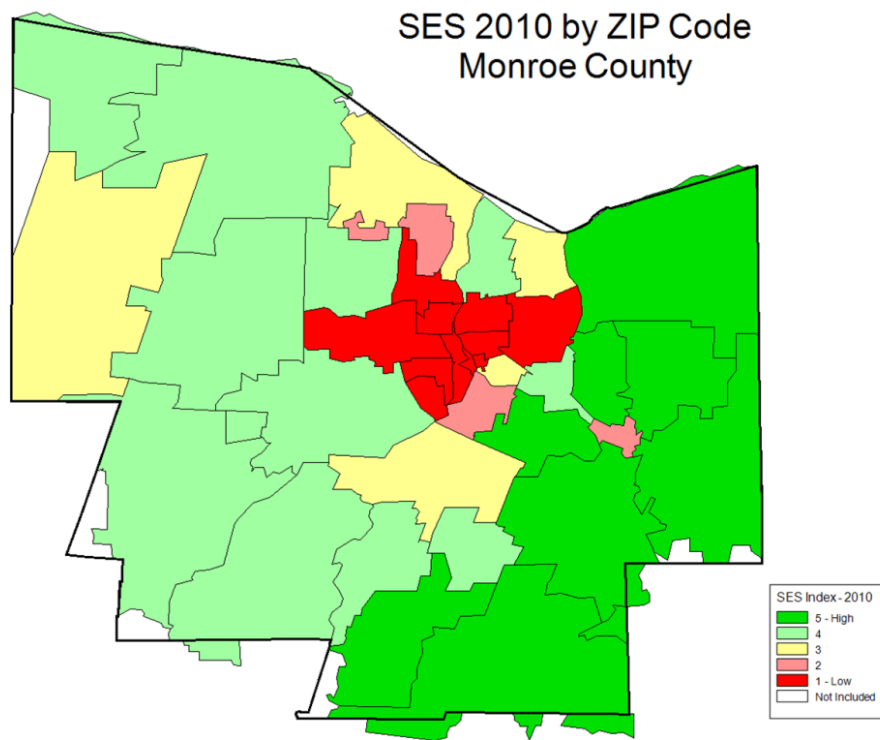 SES 2010 by ZIP Code
Monroe County
SES Index - 2010
5 - High
4
3
2
1 - Low
Not Included